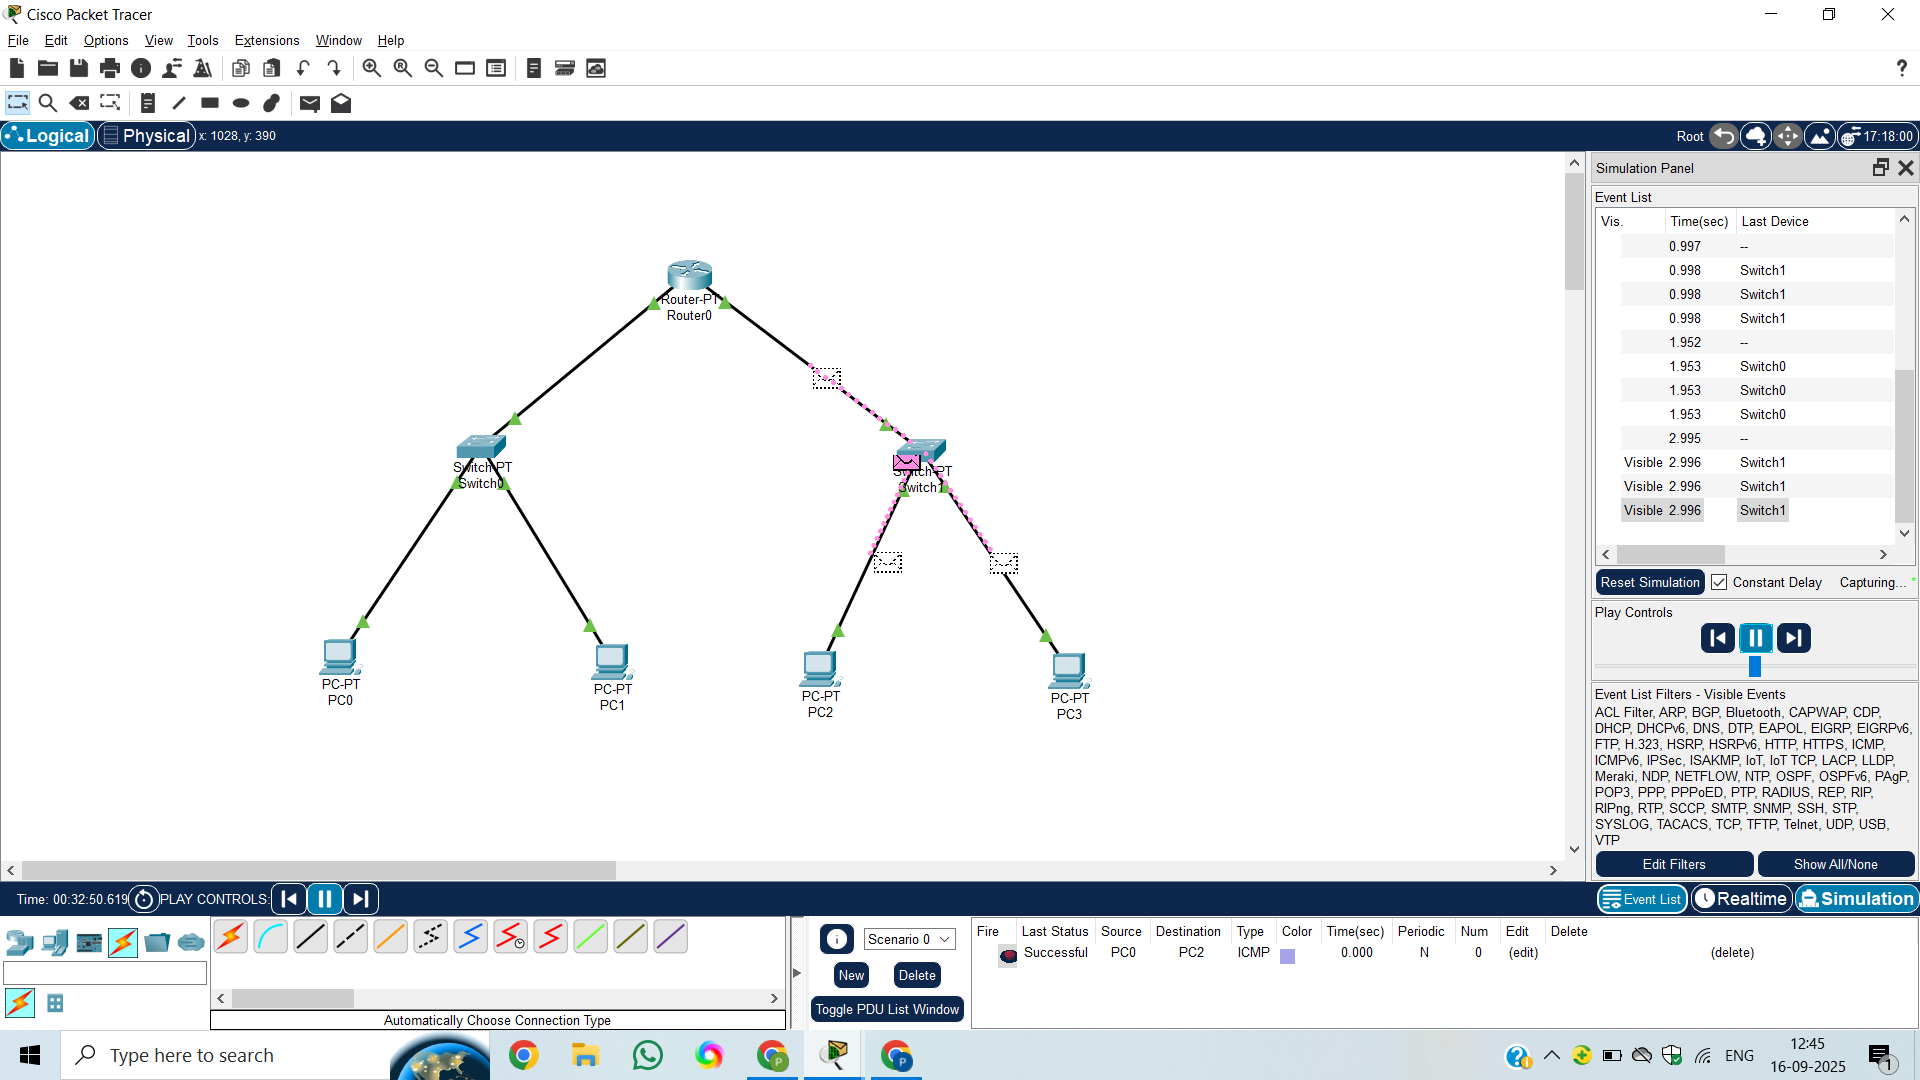 Cisco Packet Tracer
File Edit Options View Tools Extensions Window Help
?
Logical Physical x: 1028, y: 390 Root 17:18:00
Simulation Panel
Event List
Vis. Time(sec) Last Device
0.997 --
0.998 Switch1
0.998 Switch1
0.998 Switch1
1.952 --
1.953 Switch0
1.953 Switch0
1.953 Switch0
2.995 --
Visible 2.996 Switch1
Visible 2.996 Switch1
Visible 2.996 Switch1
Reset Simulation Constant Delay Capturing...
Play Controls
Event List Filters - Visible Events
ACL Filter, ARP, BGP, Bluetooth, CAPWAP, CDP,
DHCP, DHCPv6, DNS, DTP, EAPOL, EIGRP, EIGRPv6,
FTP, H.323, HSRP, HSRPv6, HTTP, HTTPS, ICMP,
ICMPv6, IPSec, ISAKMP, IoT, IoT TCP, LACP, LLDP,
Meraki, NDP, NETFLOW, NTP, OSPF, OSPFv6, PAgP,
POP3, PPP, PPPoED, PTP, RADIUS, REP, RIP,
RIPng, RTP, SCCP, SMTP, SNMP, SSH, STP,
SYSLOG, TACACS, TCP, TFTP, Telnet, UDP, USB,
VTP
Edit Filters Show All/None
Router-PT
Router0
Switch-PT
Switch0
Switch-PT
Switch1
PC-PT
PC0
PC-PT
PC1
PC-PT
PC2
PC-PT
PC3
Time: 00:32:50.619 PLAY CONTROLS: Event List Realtime Simulation
Scenario 0
New Delete
Toggle PDU List Window
Fire Last Status Source Destination Type Color Time(sec) Periodic Num Edit Delete
Successful PC0 PC2 ICMP 0.000 N 0 (edit) (delete)
Automatically Choose Connection Type
Type here to search
ENG
12:45
16-09-2025
1